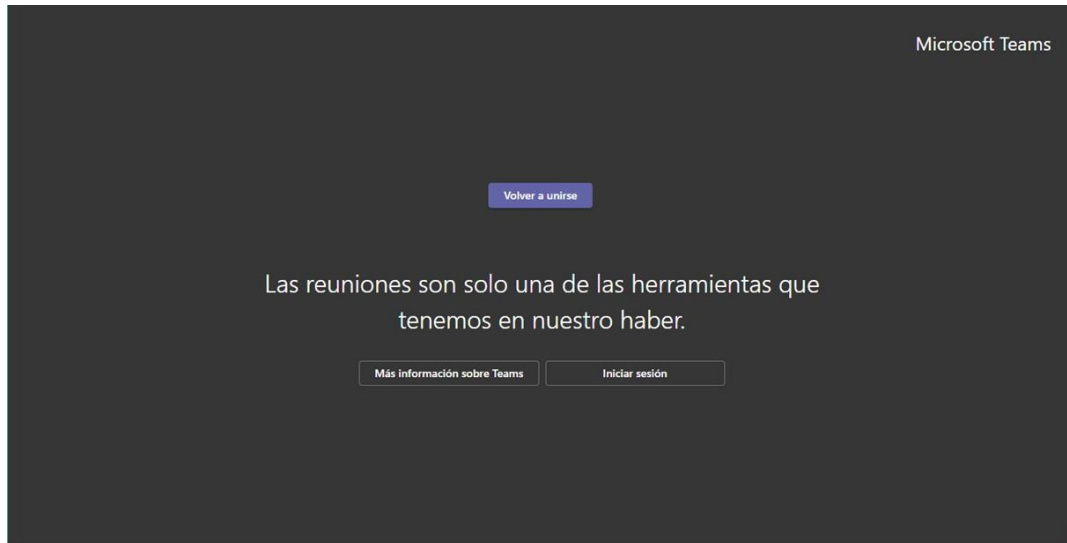 Microsoft Teams
Volver a unirse
Las reuniones son solo una de las herramientas que
tenemos en nuestro haber.
Más información sobre Teams
Iniciar sesión